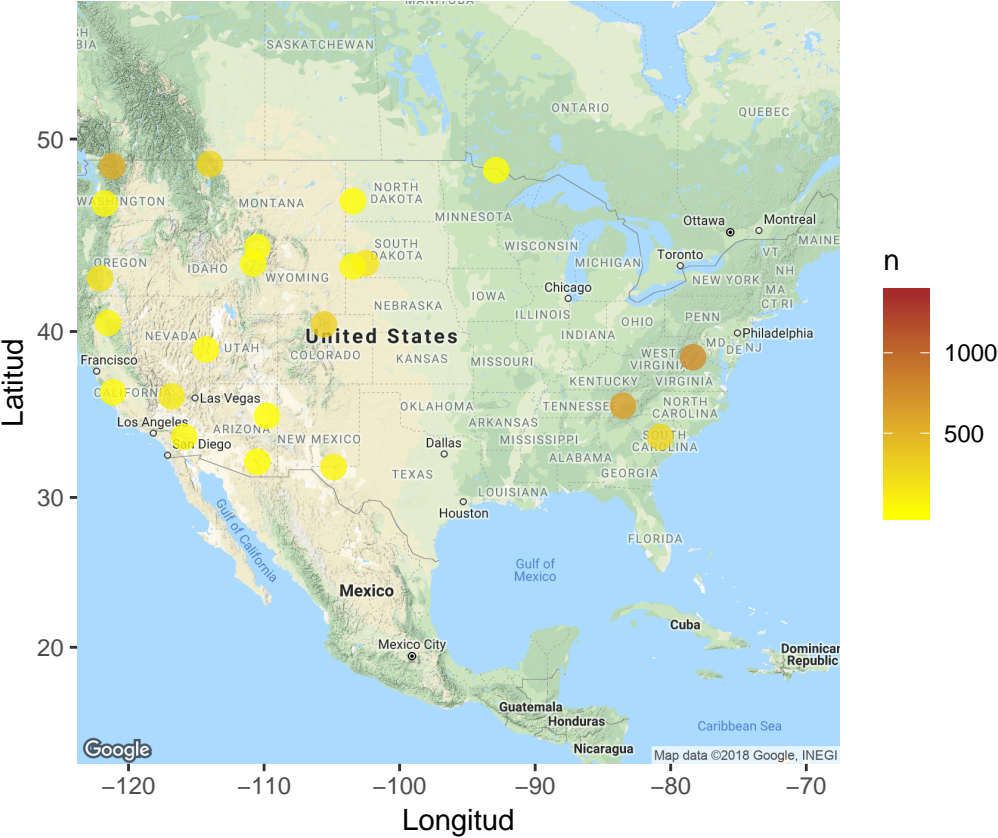 MANITOBA
SASKATCHEWAN
ONTARIO
QUEBEC
50
WASHINGTON
MONTANA
NORTH
DAKOTA
MINNESOTA
Ottawa
Montreal
MAINE
OREGON
IDAHO
WYOMING
SOUTH
DAKOTA
WISCONSIN
MICHIGAN
Toronto
VT
NH
NEW YORK
MA
CT
RI
Chicago
IOWA
NEBRASKA
ILLINOIS
INDIANA
OHIO
PENN
Philadelphia
MD
DE
NJ
40
NEVADA
UTAH
United States
COLORADO
KANSAS
MISSOURI
WEST
VIRGINIA
KENTUCKY
VIRGINIA
Francisco
CALIFORNIA
Las Vegas
OKLAHOMA
TENNESSEE
NORTH
CAROLINA
Los Angeles
ARIZONA
NEW MEXICO
ARKANSAS
San Diego
Dallas
MISSISSIPPI
SOUTH
CAROLINA
ALABAMA
TEXAS
GEORGIA
30
LOUISIANA
Houston
FLORIDA
Gulf of California
Gulf of
Mexico
Mexico
Cuba
20
Mexico City
Dominican
Republic
Guatemala
Honduras
Nicaragua
Caribbean Sea
Google
Map data ©2018 Google, INEGI
−120
−110
−100
−90
−80
−70
Longitud
Latitud
n
1000
500